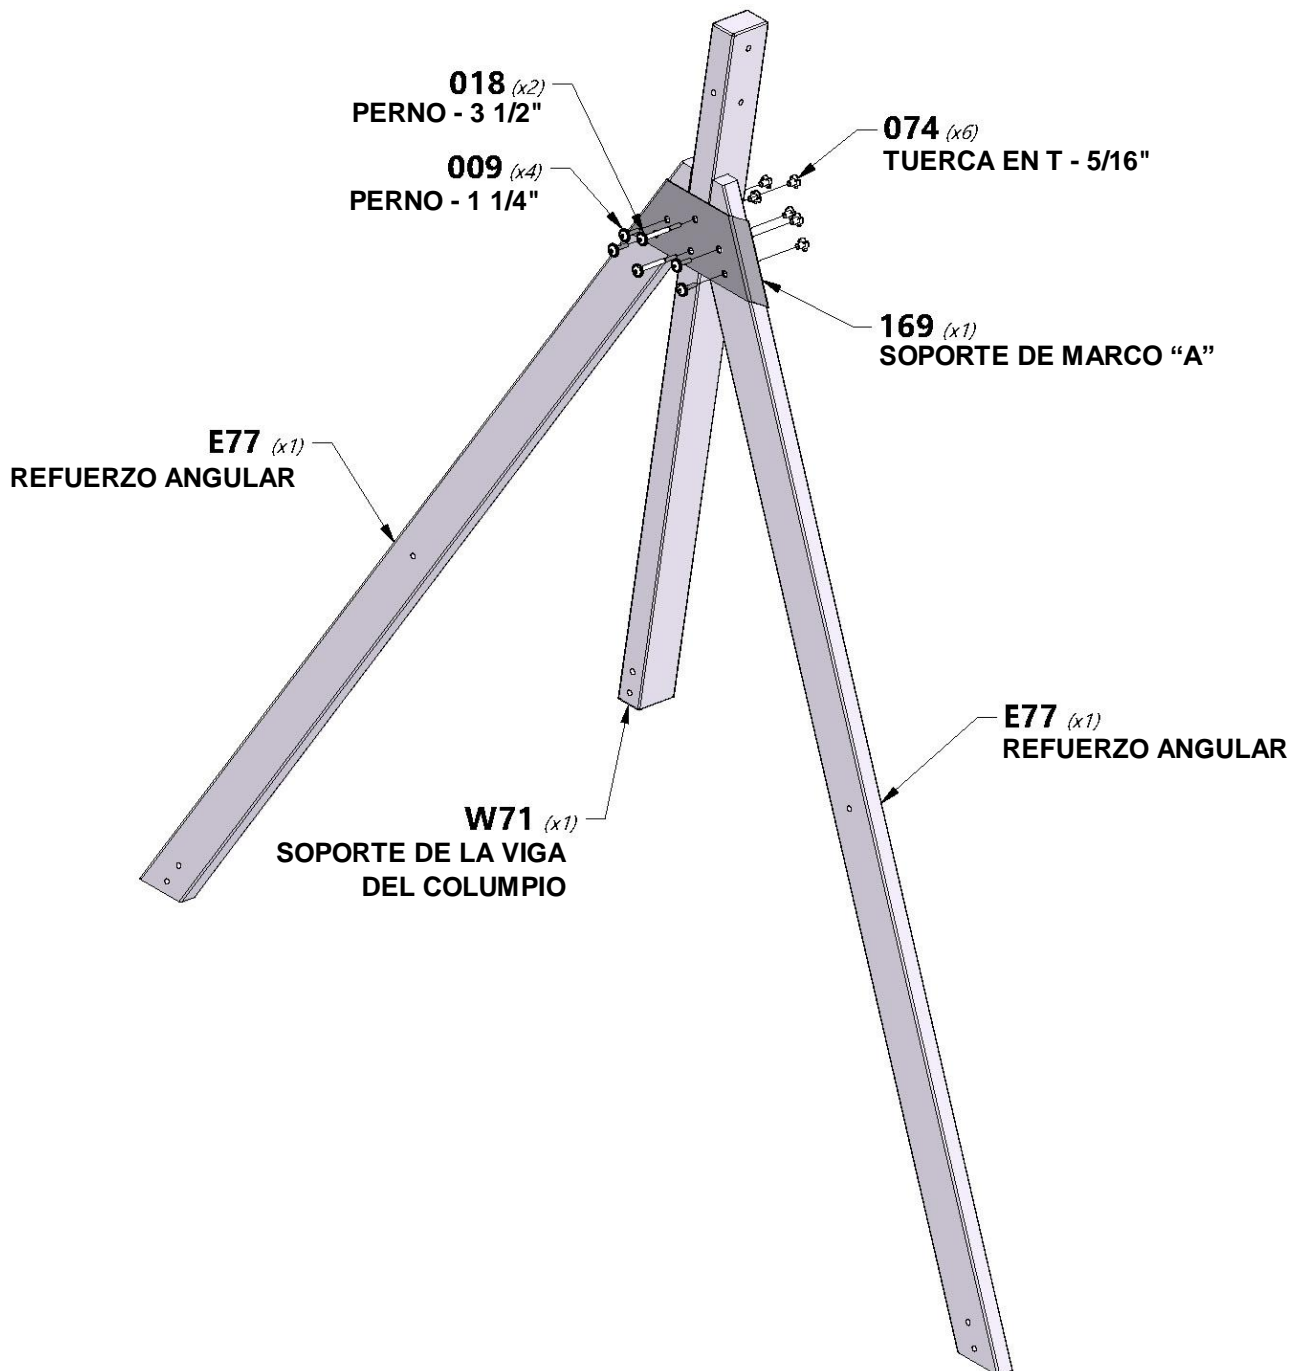 018 (x2)
PERNO - 3 1/2"
074 (x6)
TUERCA EN T - 5/16"
009 (x4)
PERNO - 1 1/4"
169 (x1)
SOPORTE DE MARCO “A”
E77 (x1)
REFUERZO ANGULAR
E77 (x1)
REFUERZO ANGULAR
W71 (x1)
SOPORTE DE LA VIGA
DEL COLUMPIO